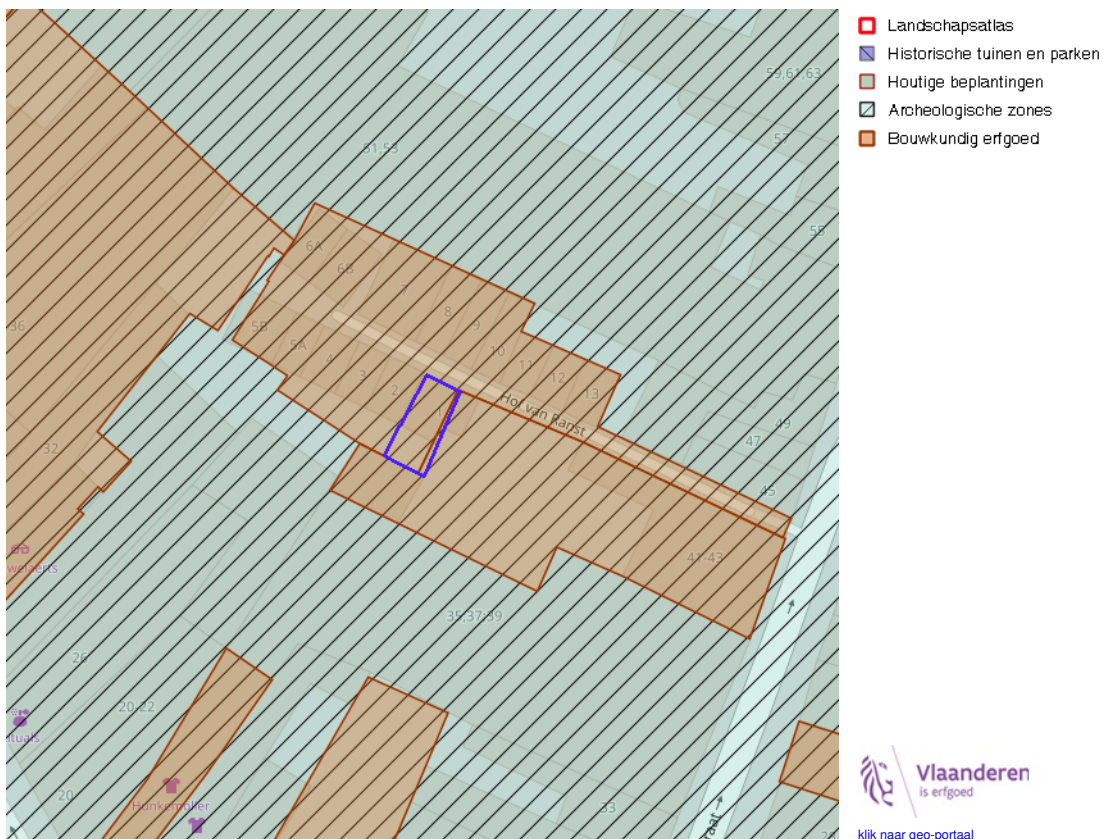 Landschapsatlas
Historische tuinen en parken
Houtige beplantingen
Archeologische zones
Bouwkundig erfgoed
59,61,63
57
51,53
55
6A
6B
7
8
9
10
11
12
13
5B
5A
4
3
2
1
Hof van Ranst
36
32
49
47
45
41-43
35;37;39
26
20-22
20
33
Hunkemöller
raat
Vlaanderen
is erfgoed
klik naar geo-portaal